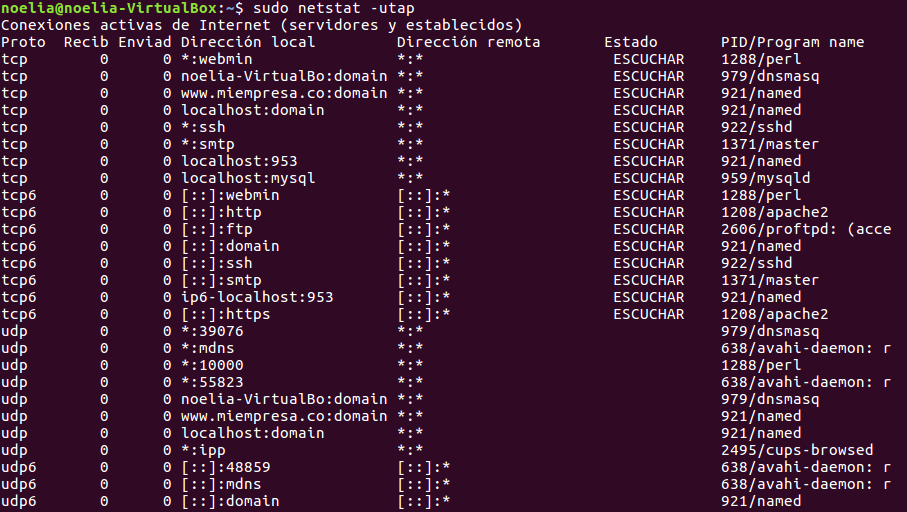 noelia@noelia-VirtualBox:~$ sudo netstat -utap
Conexiones activas de Internet (servidores y establecidos)
Proto  Recib Enviad Dirección local         Dirección remota       Estado       PID/Program name
tcp        0      0 *:webmin                *:*                     ESCUCHAR    1288/perl
tcp        0      0 noelia-VirtualBo:domain *:*                     ESCUCHAR    979/dnsmasq
tcp        0      0 www.miempresa.co:domain *:*                     ESCUCHAR    921/named
tcp        0      0 localhost:domain        *:*                     ESCUCHAR    921/named
tcp        0      0 *:ssh                   *:*                     ESCUCHAR    922/sshd
tcp        0      0 *:smtp                  *:*                     ESCUCHAR    1371/master
tcp        0      0 localhost:953           *:*                     ESCUCHAR    921/named
tcp        0      0 localhost:mysql         *:*                     ESCUCHAR    959/mysqld
tcp6       0      0 [::]:webmin             [::]:*                  ESCUCHAR    1288/perl
tcp6       0      0 [::]:http               [::]:*                  ESCUCHAR    1208/apache2
tcp6       0      0 [::]:ftp                [::]:*                  ESCUCHAR    2606/proftpd: (acce
tcp6       0      0 [::]:domain             [::]:*                  ESCUCHAR    921/named
tcp6       0      0 [::]:ssh                [::]:*                  ESCUCHAR    922/sshd
tcp6       0      0 [::]:smtp               [::]:*                  ESCUCHAR    1371/master
tcp6       0      0 ip6-localhost:953       [::]:*                  ESCUCHAR    921/named
tcp6       0      0 [::]:https              [::]:*                  ESCUCHAR    1208/apache2
udp        0      0 *:39076                 *:*                                 979/dnsmasq
udp        0      0 *:mdns                  *:*                                 638/avahi-daemon: r
udp        0      0 *:10000                 *:*                                 1288/perl
udp        0      0 *:55823                 *:*                                 638/avahi-daemon: r
udp        0      0 noelia-VirtualBo:domain *:*                                 979/dnsmasq
udp        0      0 www.miempresa.co:domain *:*                                 921/named
udp        0      0 localhost:domain        *:*                                 921/named
udp        0      0 *:ipp                   *:*                                 2495/cups-browsed
udp6       0      0 [::]:48859              [::]:*                              638/avahi-daemon: r
udp6       0      0 [::]:mdns               [::]:*                              638/avahi-daemon: r
udp6       0      0 [::]:domain             [::]:*                              921/named